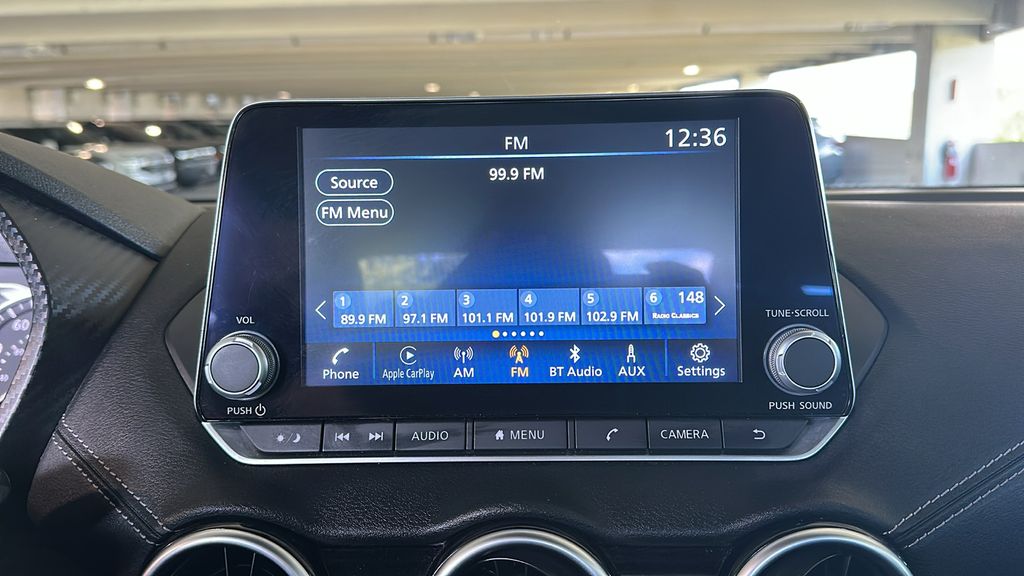 FM
12:36
99.9 FM
Source
FM Menu
1 2 3 4 5 6 148
89.9 FM 97.1 FM 101.1 FM 101.9 FM 102.9 FM Radio Classics
Phone Apple CarPlay AM FM BT Audio AUX Settings
VOL
PUSH
TUNE·SCROLL
PUSH SOUND
AUDIO MENU CAMERA
60